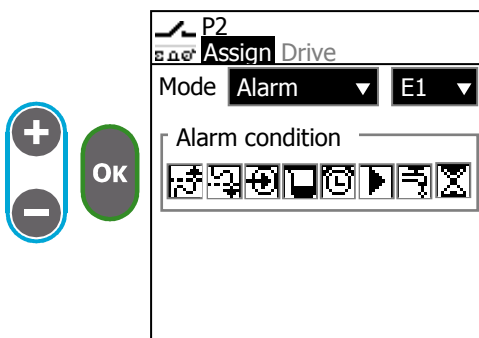 P2
Assign Drive
Mode Alarm ▼ E1 ▼
Alarm condition
+
OK
−